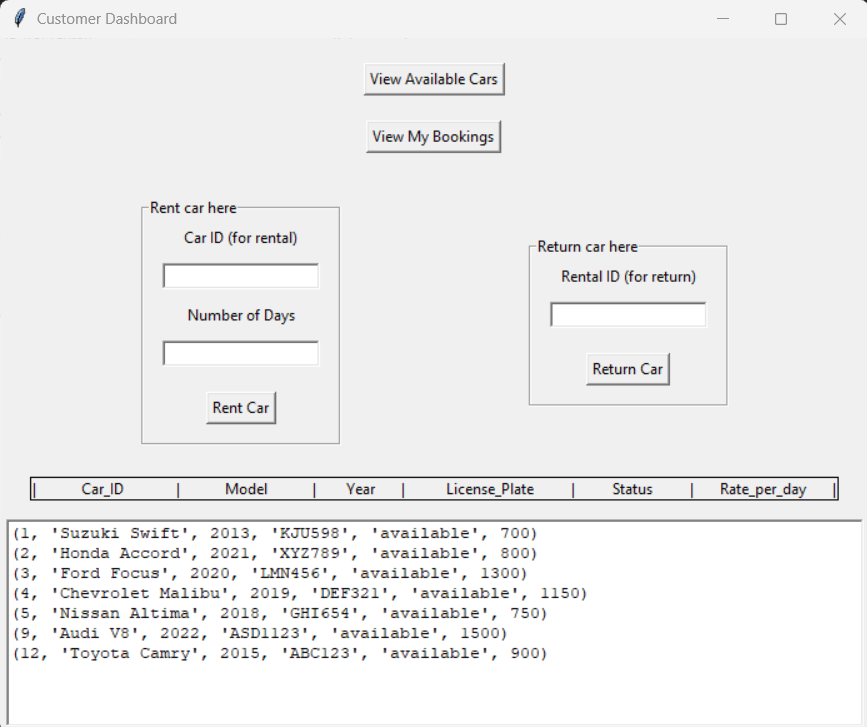 Customer Dashboard
View Available Cars
View My Bookings
Rent car here
Car ID (for rental)
Number of Days
Rent Car
Return car here
Rental ID (for return)
Return Car
| Car_ID | Model | Year | License_Plate | Status | Rate_per_day |
(1, 'Suzuki Swift', 2013, 'KJU598', 'available', 700)
(2, 'Honda Accord', 2021, 'XYZ789', 'available', 800)
(3, 'Ford Focus', 2020, 'LMN456', 'available', 1300)
(4, 'Chevrolet Malibu', 2019, 'DEF321', 'available', 1150)
(5, 'Nissan Altima', 2018, 'GHI654', 'available', 750)
(9, 'Audi V8', 2022, 'ASD1123', 'available', 1500)
(12, 'Toyota Camry', 2015, 'ABC123', 'available', 900)